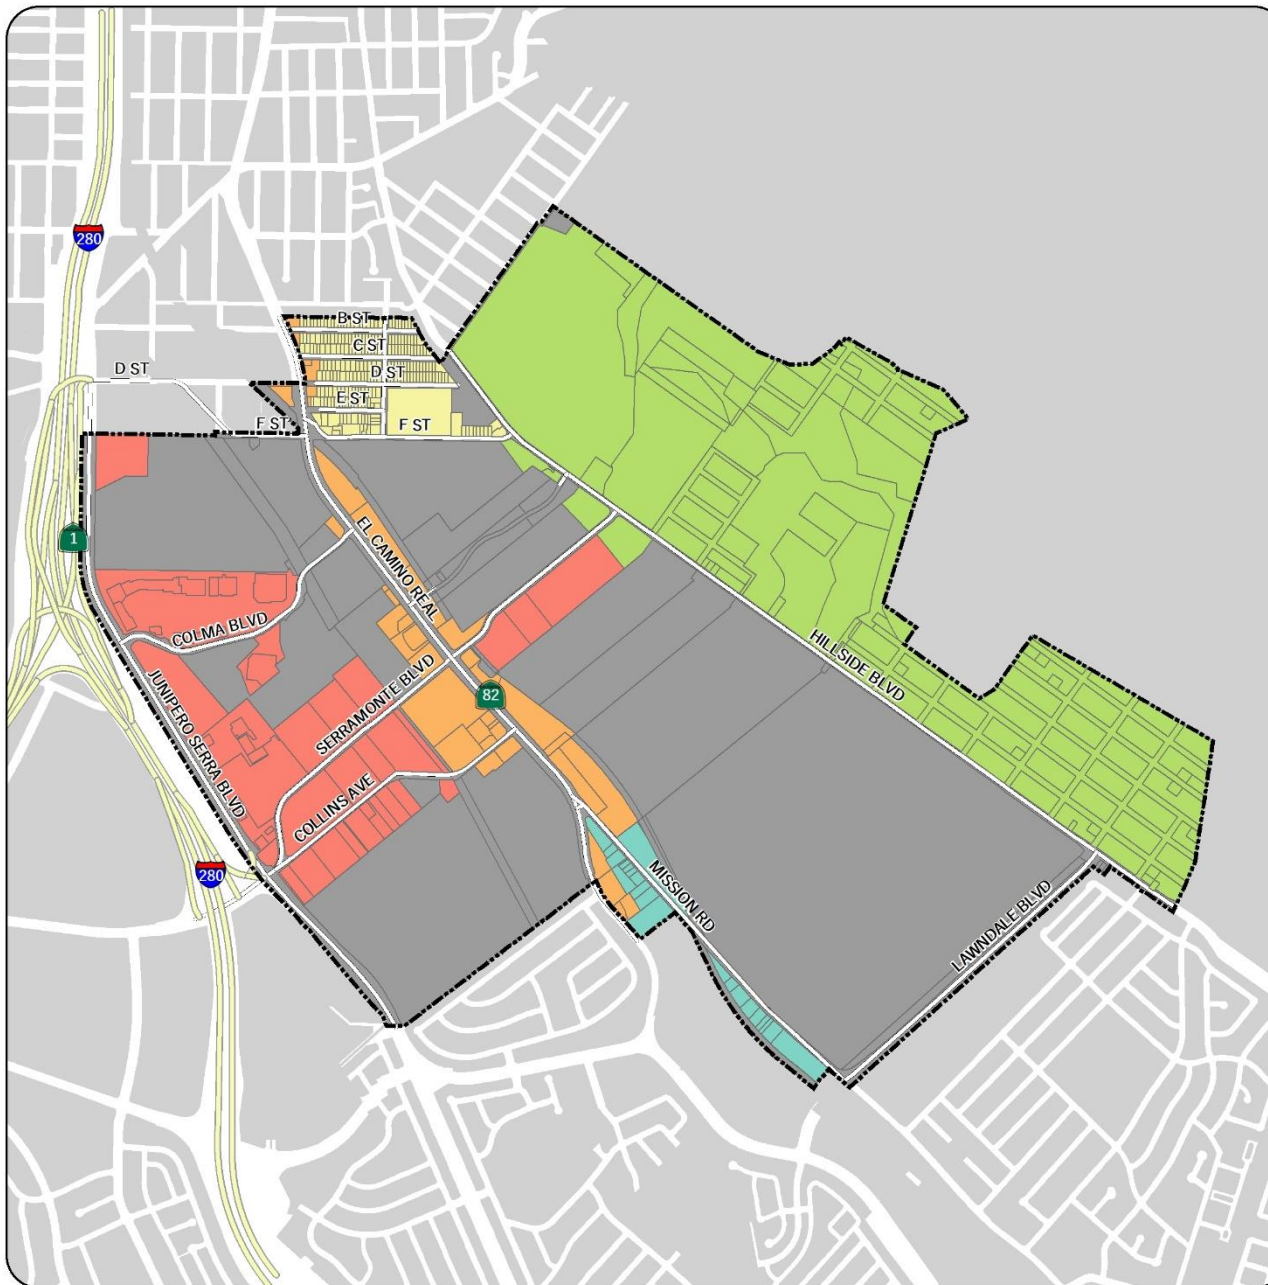 280
B ST
C ST
D ST
D ST
E ST
F ST
F ST
1
EL CAMINO REAL
COLMA BLVD
HILLSIDE BLVD
JUNIPERO SERRA BLVD
SERRAMONTE BLVD
82
COLLINS AVE
280
MISSION RD
LAWNDALE BLVD